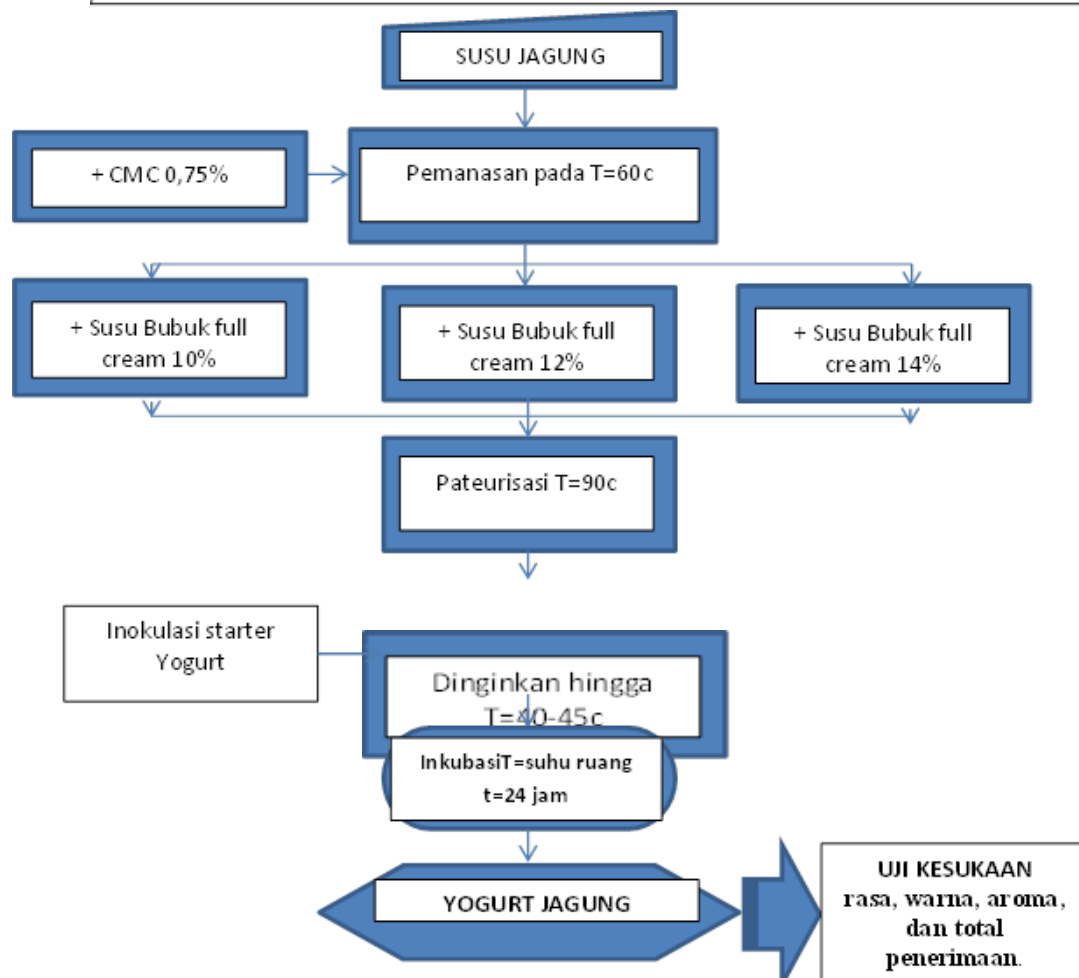 SUSU JAGUNG
+ CMC 0,75%
Pemanasan pada T=60c
+ Susu Bubuk full
cream 10%
+ Susu Bubuk full
cream 12%
+ Susu Bubuk full
cream 14%
Pateurisasi T=90c
Inokulasi starter
Yogurt
Dinginkan hingga
T=40-45c
InkubasiT=suhu ruang
t=24 jam
YOGURT JAGUNG
UJI KESUKAAN
rasa, warna, aroma,
dan total
penerimaan.